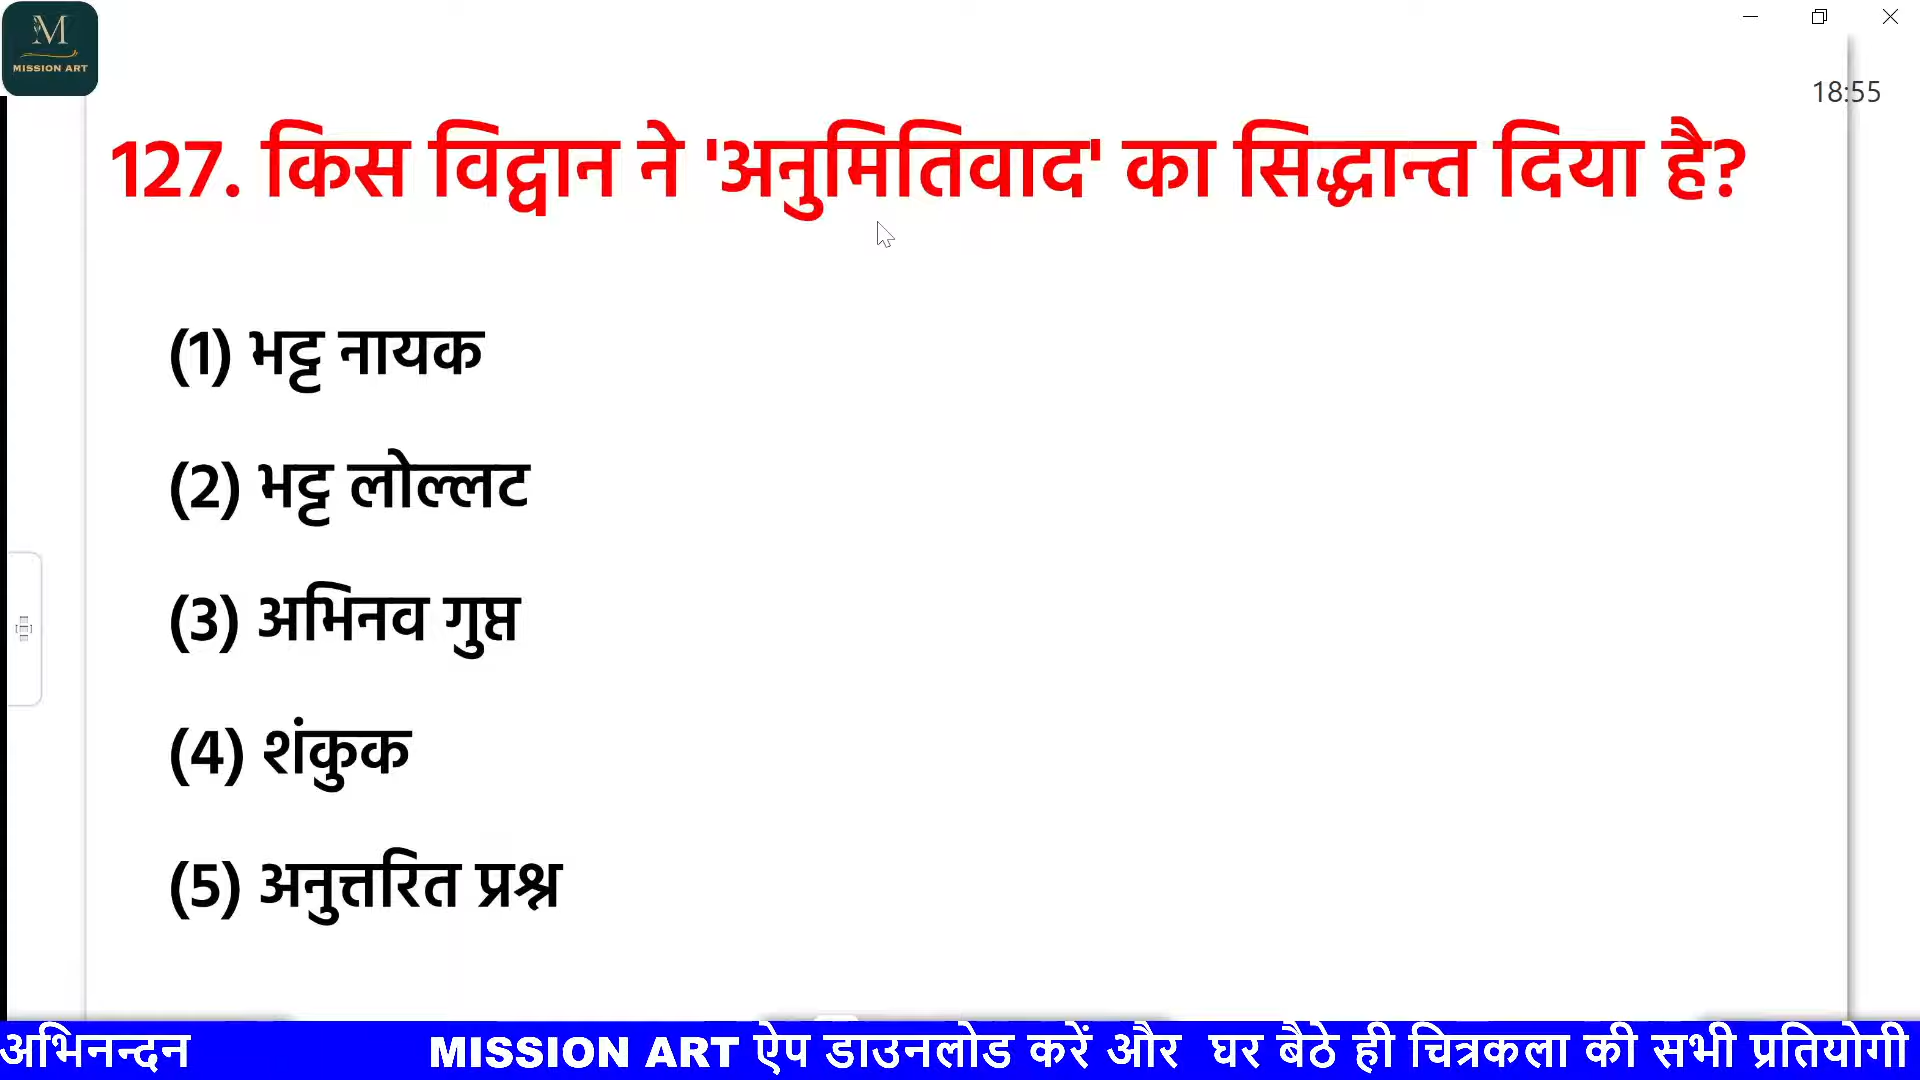 M
MISSION ART
18:55
127. किस विद्वान ने 'अनुमितिवाद' का सिद्धान्त दिया है?
(1) भट्ट नायक
(2) भट्ट लोल्लट
(3) अभिनव गुप्त
(4) शंकुक
(5) अनुत्तरित प्रश्न
अभिनन्दन MISSION ART ऐप डाउनलोड करें और घर बैठे ही चित्रकला की सभी प्रतियोगी